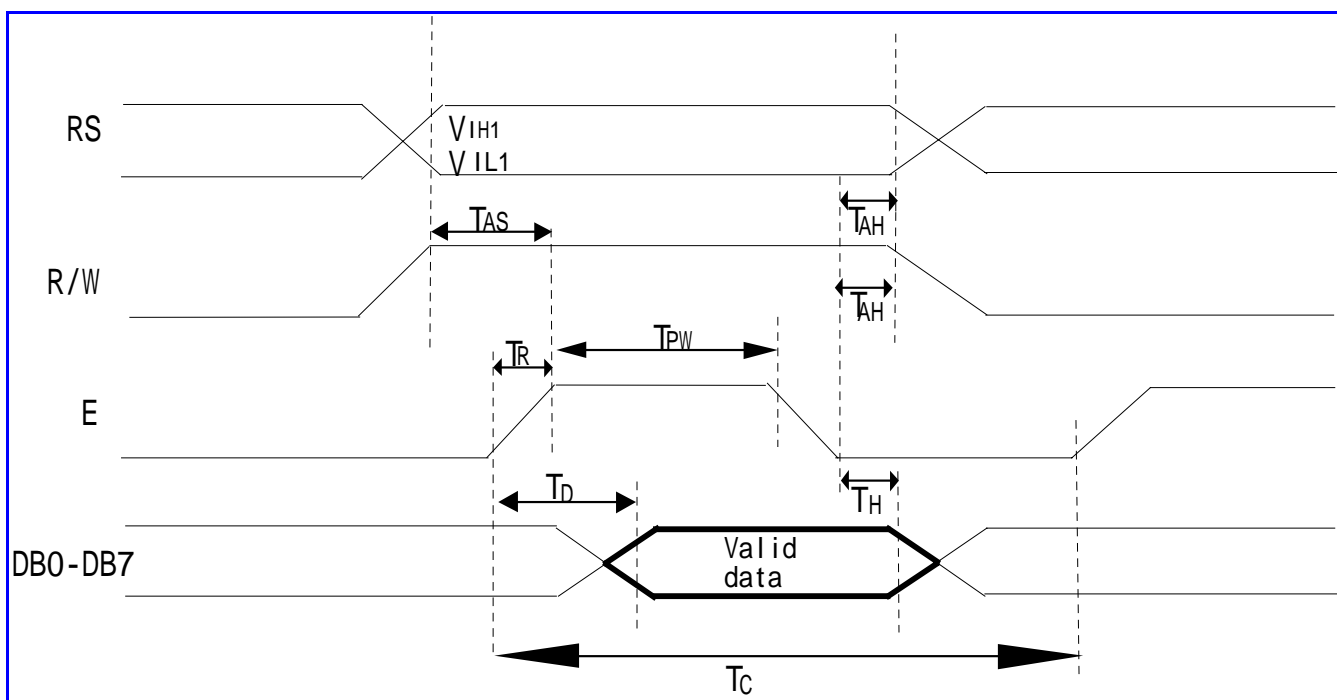 RS
VIH1
VIL1
TAS
TAH
R/W
TAH
TR
TPW
E
TD
TH
DB0-DB7
Valid
data
TC